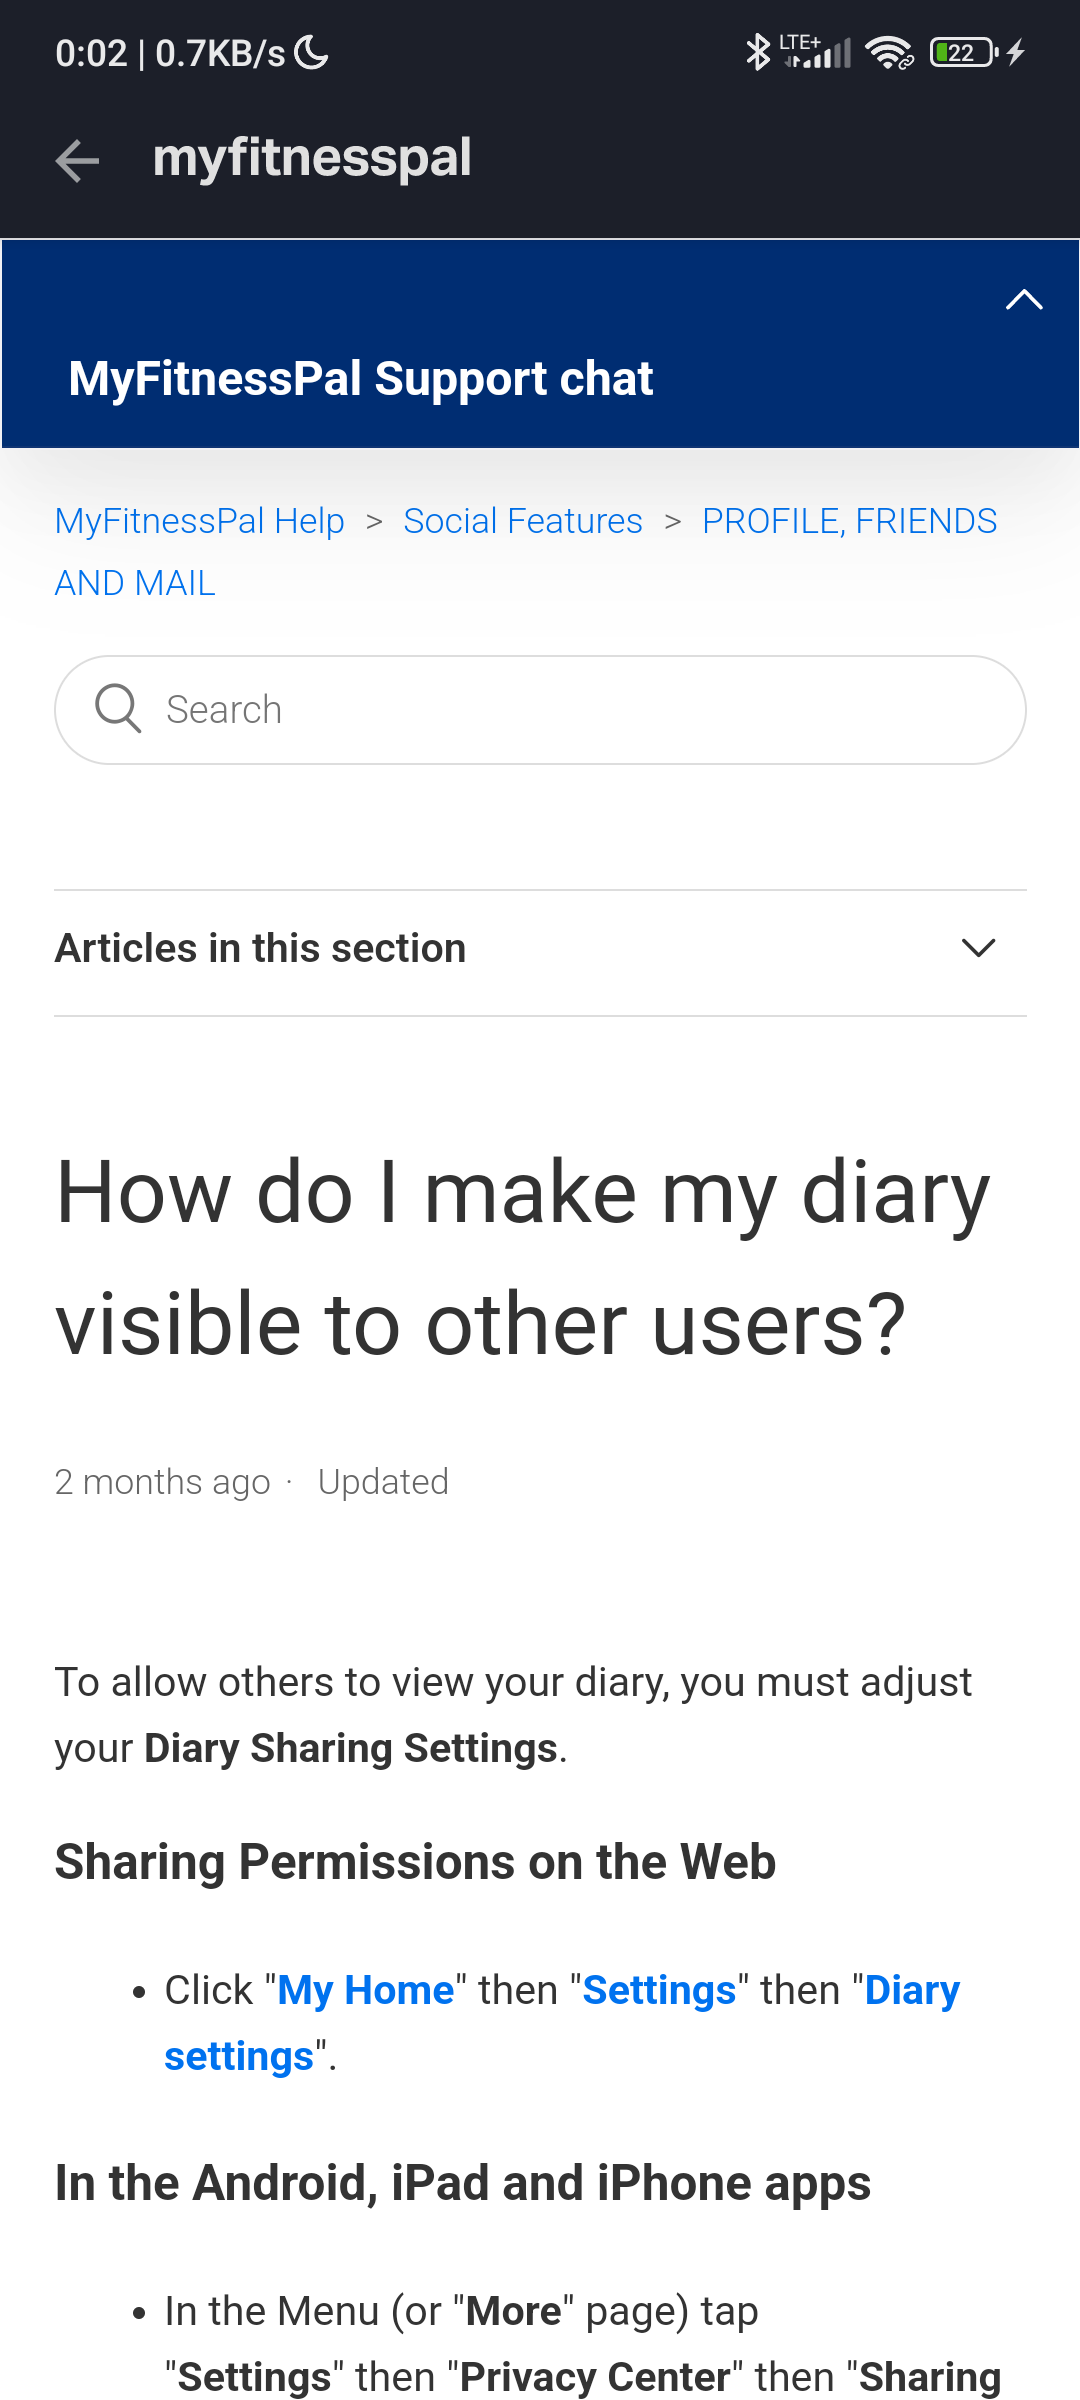 0:02 | 0.7KB/s
LTE+
22
myfitnesspal
MyFitnessPal Support chat
MyFitnessPal Help > Social Features > PROFILE, FRIENDS
AND MAIL
Search
Articles in this section
How do I make my diary
visible to other users?
2 months ago · Updated
To allow others to view your diary, you must adjust
your Diary Sharing Settings.
Sharing Permissions on the Web
• Click "My Home" then "Settings" then "Diary
settings".
In the Android, iPad and iPhone apps
• In the Menu (or "More" page) tap
"Settings" then "Privacy Center" then "Sharing